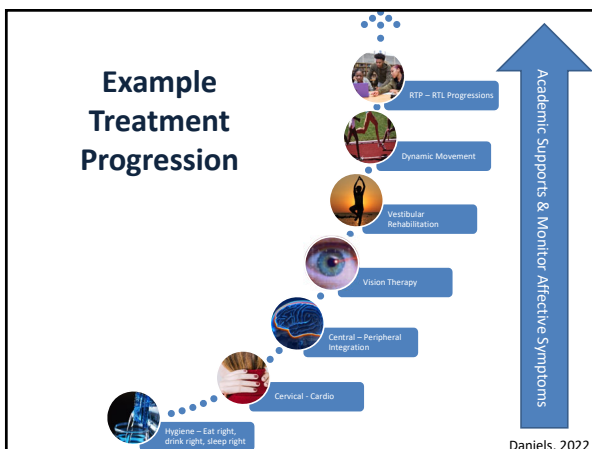 Example
Treatment
Progression
RTP – RTL Progressions
Dynamic Movement
Vestibular
Rehabilitation
Vision Therapy
Central – Peripheral
Integration
Cervical - Cardio
Hygiene – Eat right,
drink right, sleep right
Academic Supports & Monitor Affective Symptoms
Daniels, 2022